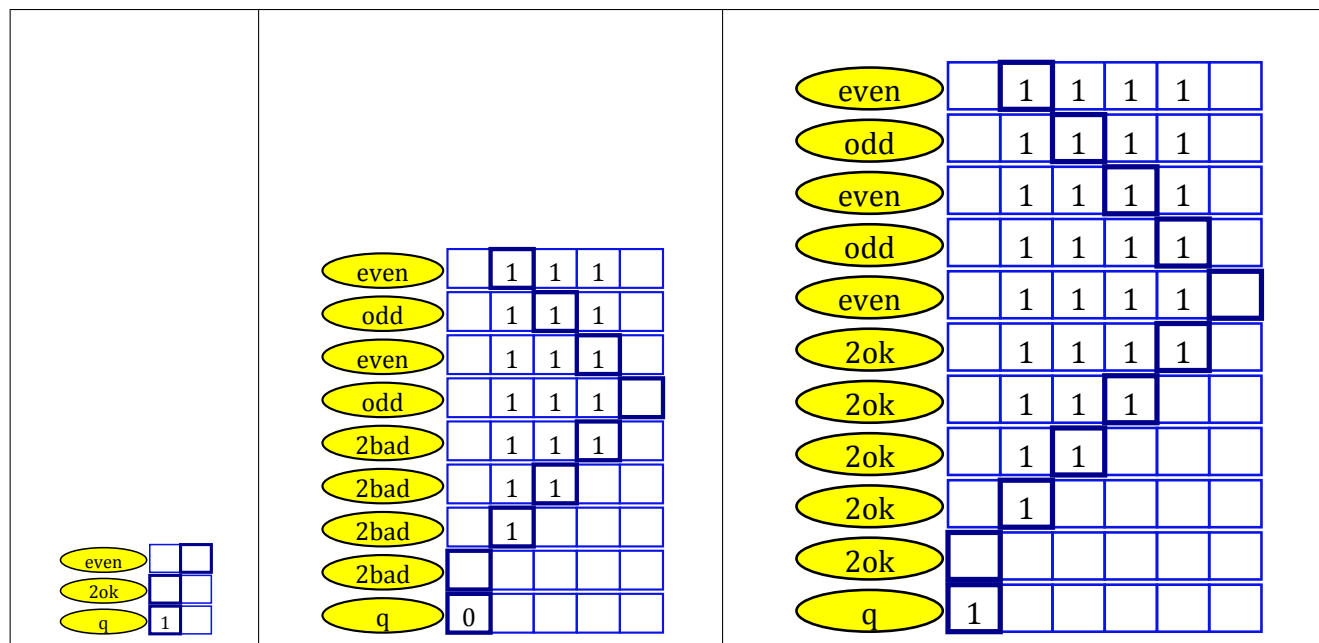 even
2ok
q 1
even 1 1 1
odd 1 1 1
even 1 1 1
odd 1 1 1
2bad 1 1 1
2bad 1 1
2bad 1
2bad
q 0
even 1 1 1 1
odd 1 1 1 1
even 1 1 1 1
odd 1 1 1 1
even 1 1 1 1
2ok 1 1 1 1
2ok 1 1 1
2ok 1 1
2ok 1
2ok
q 1